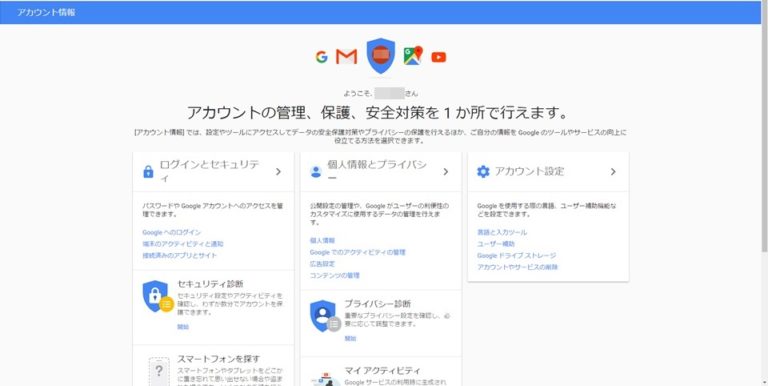 アカウント情報
ようこそ、 さん
アカウントの管理、保護、安全対策を 1 か所で行えます。
[アカウント情報] では、設定やツールにアクセスしてデータの安全保護対策やプライバシーの保護を行えるほか、ご自分の情報を Google のツールやサービスの向上に
役立てる方法を選択できます。
ログインとセキュリテ
ィ
パスワードや Google アカウントへのアクセスを管
理できます。
Google へのログイン
端末のアクティビティと通知
接続済みのアプリとサイト
セキュリティ診断
セキュリティ設定やアクティビティを
確認し、わずか数分でアカウントを保
護できます。
開始
スマートフォンを探す
スマートフォンやタブレットをどこか
に置き忘れて思い出せない場合や盗ま
個人情報とプライバシ
ー
公開設定の管理や、Google がユーザーの利便性の
カスタマイズに使用するデータの管理を行えま
す。
個人情報
Google でのアクティビティの管理
広告設定
コンテンツの管理
プライバシー診断
重要なプライバシー設定を確認し、必
要に応じて調整できます。
開始
マイ アクティビティ
Google サービスの利用時に生成され
アカウント設定
Google を使用する際の言語、ユーザー補助機能な
どを設定できます。
言語と入力ツール
ユーザー補助
Google ドライブ ストレージ
アカウントやサービスの削除